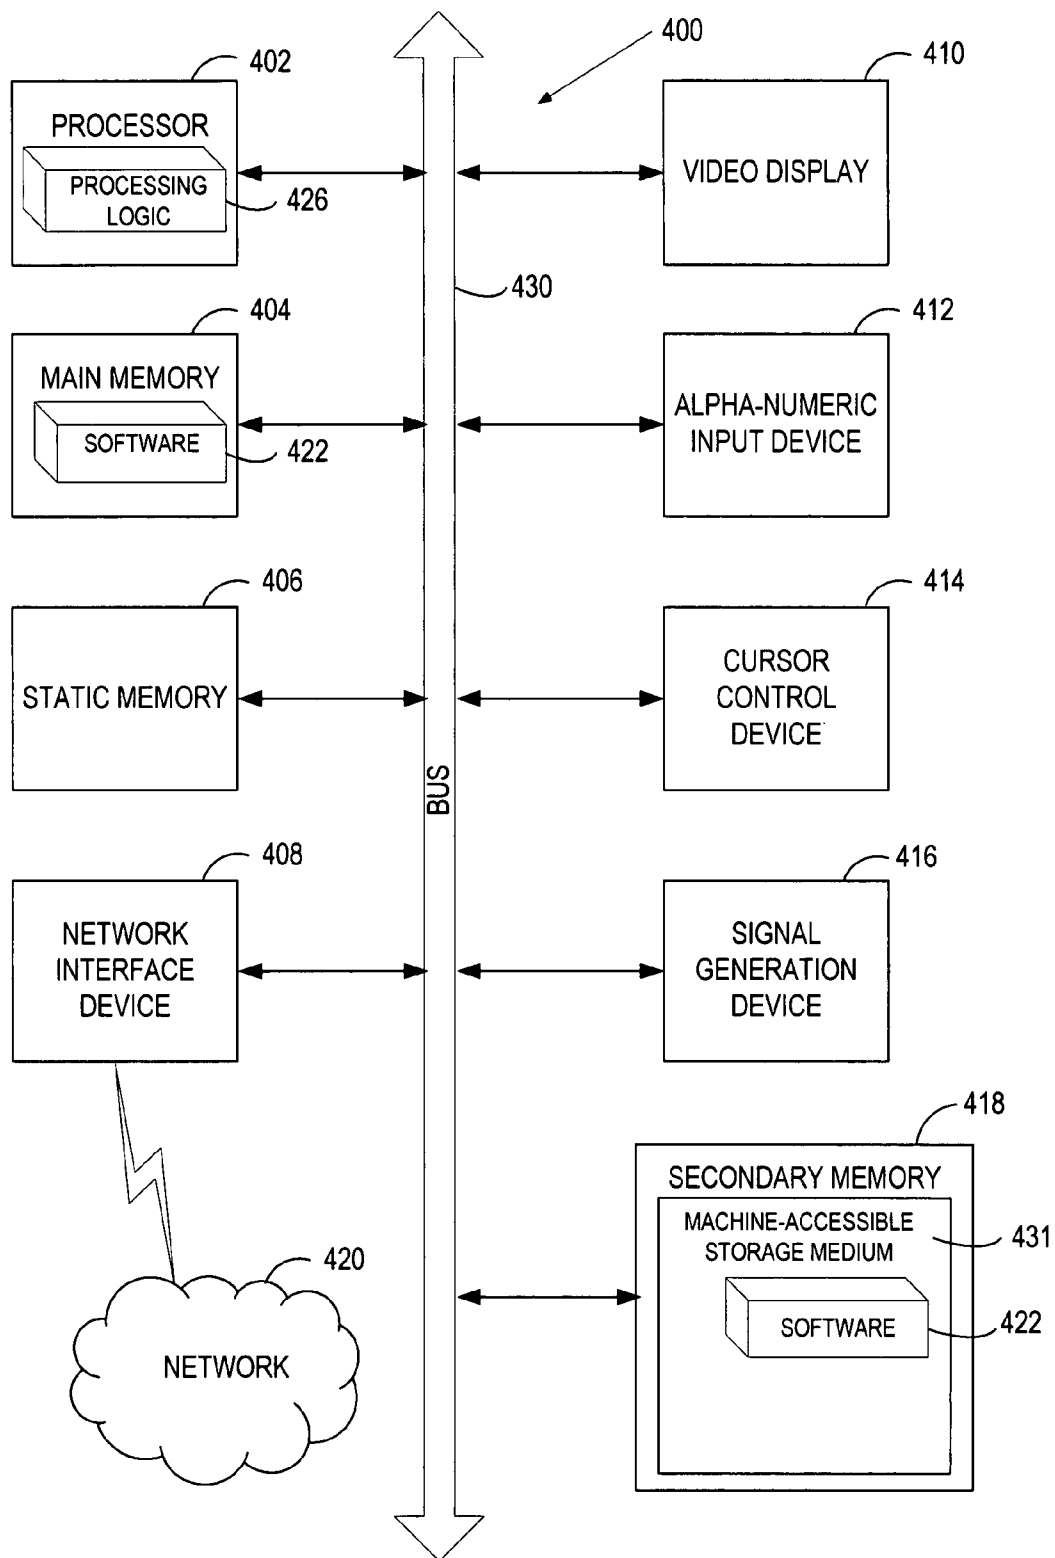 400
402
PROCESSOR
PROCESSING
LOGIC
426
410
VIDEO DISPLAY
430
404
MAIN MEMORY
SOFTWARE
422
412
ALPHA-NUMERIC
INPUT DEVICE
406
STATIC MEMORY
414
CURSOR
CONTROL
DEVICE
BUS
408
NETWORK
INTERFACE
DEVICE
416
SIGNAL
GENERATION
DEVICE
418
SECONDARY MEMORY
MACHINE-ACCESSIBLE
STORAGE MEDIUM
431
SOFTWARE
422
420
NETWORK